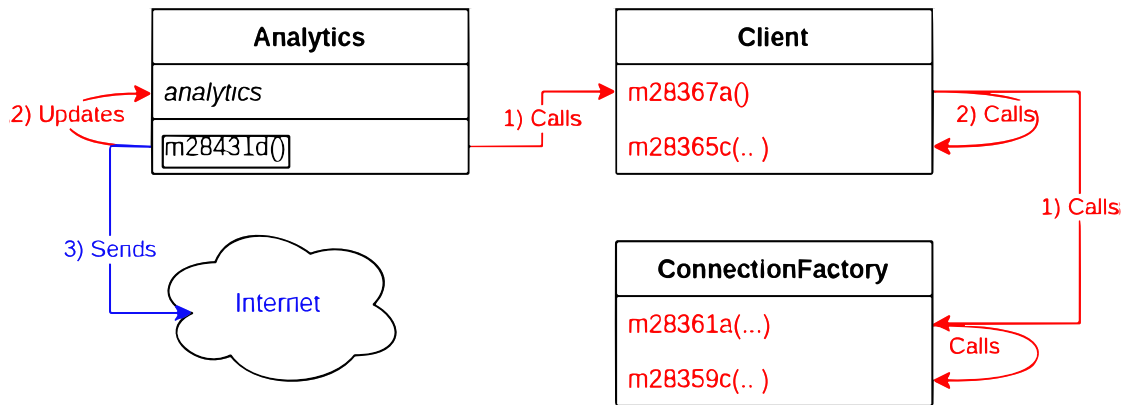 Analytics
analytics
m28431d()
2) Updates
1) Calls
Client
m28367a()
m28365c(.. )
2) Calls
1) Calls
3) Sends
Internet
ConnectionFactory
m28361a(...)
m28359c(.. )
Calls